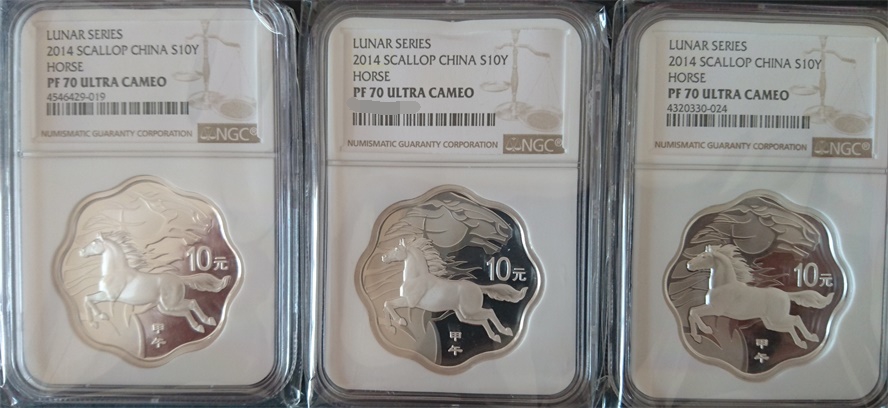 LUNAR SERIES
2014 SCALLOP CHINA S10Y
HORSE
PF 70 ULTRA CAMEO
4546429-019
NUMISMATIC GUARANTY CORPORATION
NGC®
10元
甲
午
LUNAR SERIES
2014 SCALLOP CHINA S10Y
HORSE
PF 70 ULTRA CAMEO
NUMISMATIC GUARANTY CORPORATION
NGC®
10元
甲
午
LUNAR SERIES
2014 SCALLOP CHINA S10Y
HORSE
PF 70 ULTRA CAMEO
4320330-024
NUMISMATIC GUARANTY CORPORATION
NGC®
10元
甲
午